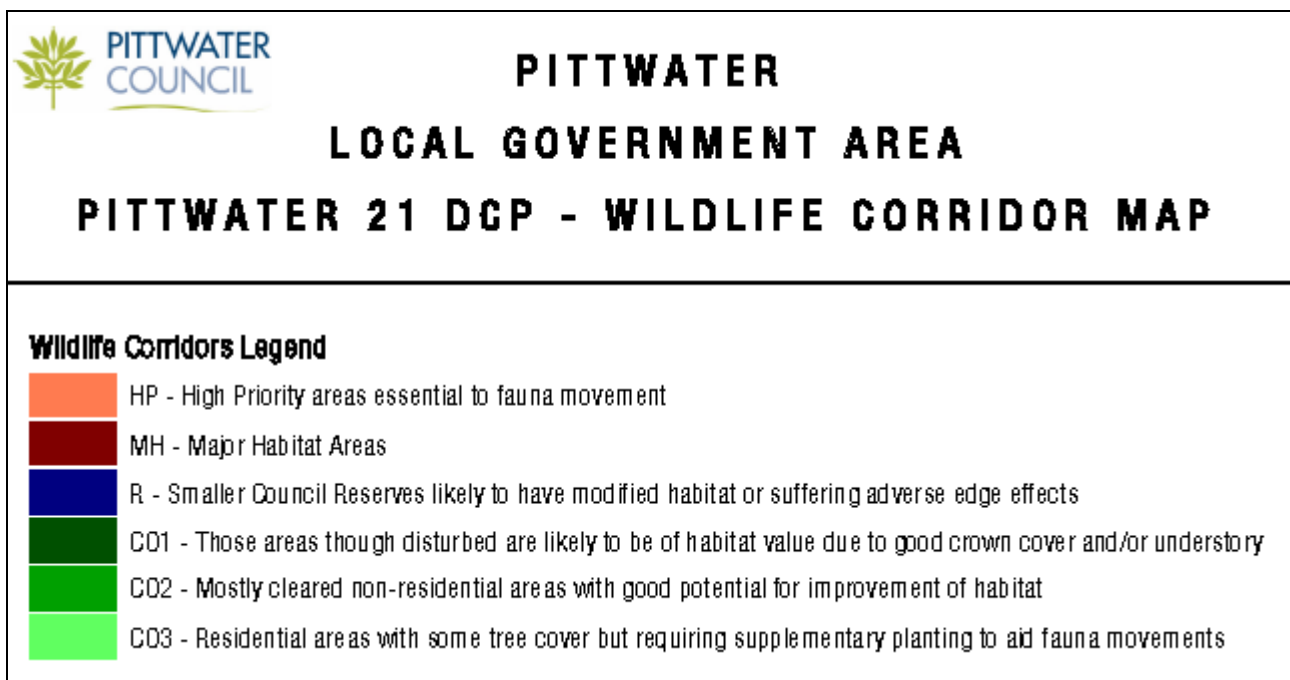 PITTWATER
COUNCIL
PITTWATER
LOCAL GOVERNMENT AREA
PITTWATER 21 DCP - WILDLIFE CORRIDOR MAP
Wildlife Corridors Legend
HP - High Priority areas essential to fauna movement
MH - Major Habitat Areas
R - Smaller Council Reserves likely to have modified habitat or suffering adverse edge effects
CO1 - Those areas though disturbed are likely to be of habitat value due to good crown cover and/or understory
CO2 - Mostly cleared non-residential areas with good potential for improvement of habitat
CO3 - Residential areas with some tree cover but requiring supplementary planting to aid fauna movements